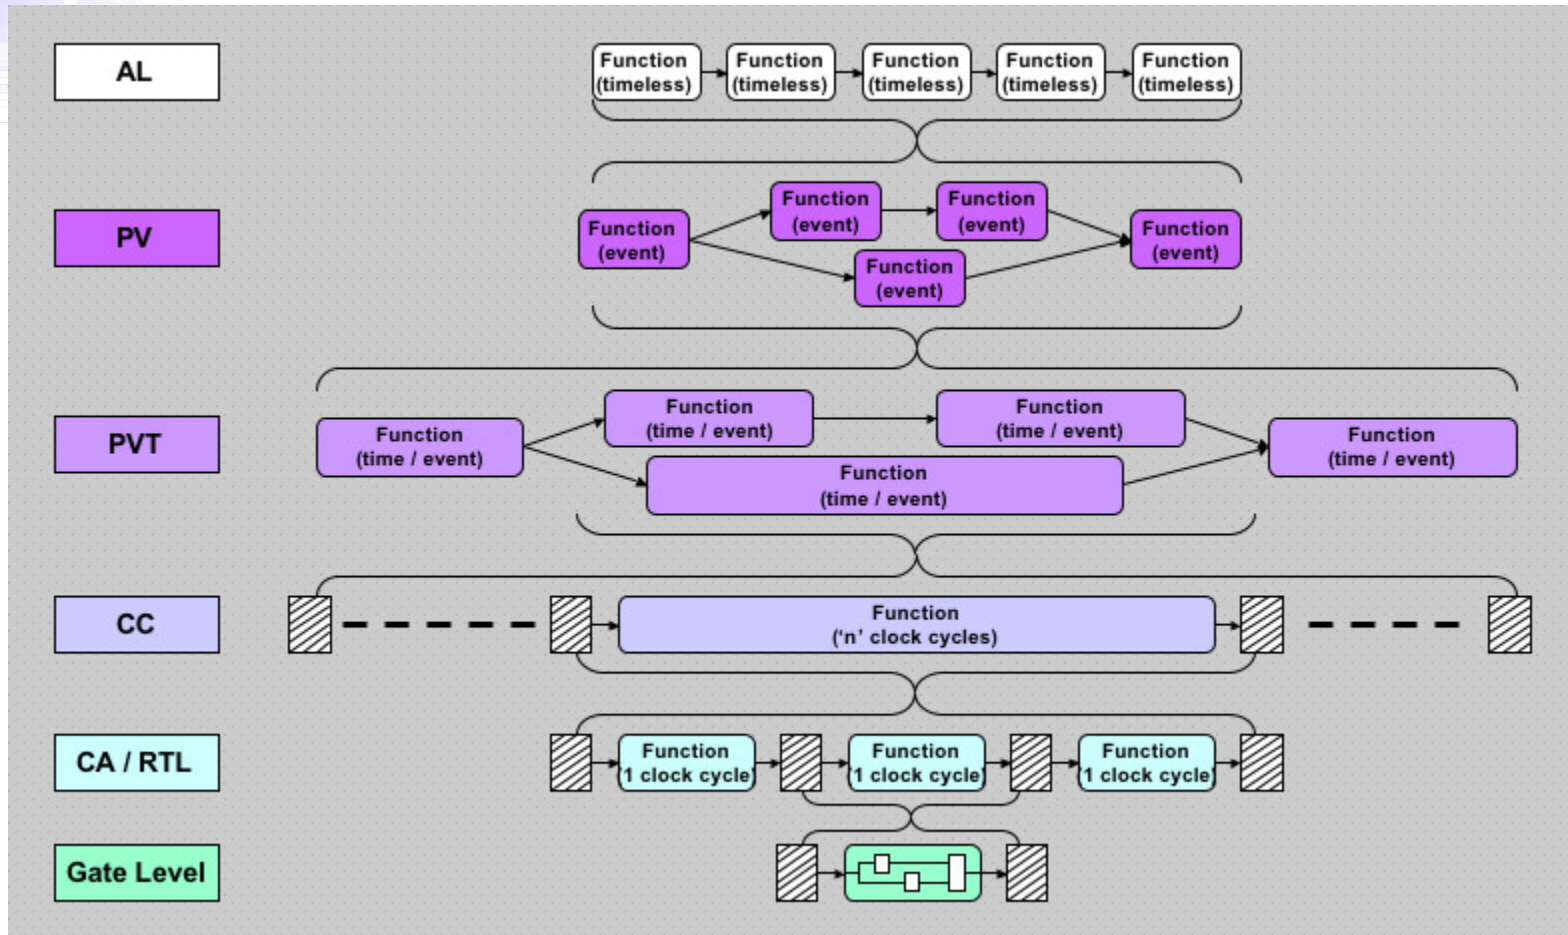 AL
Function
(timeless)
Function
(timeless)
Function
(timeless)
Function
(timeless)
Function
(timeless)
PV
Function
(event)
Function
(event)
Function
(event)
Function
(event)
Function
(event)
PVT
Function
(time / event)
Function
(time / event)
Function
(time / event)
Function
(time / event)
Function
(time / event)
CC
Function
(‘n’ clock cycles)
CA / RTL
Function
(1 clock cycle)
Function
(1 clock cycle)
Function
(1 clock cycle)
Gate Level